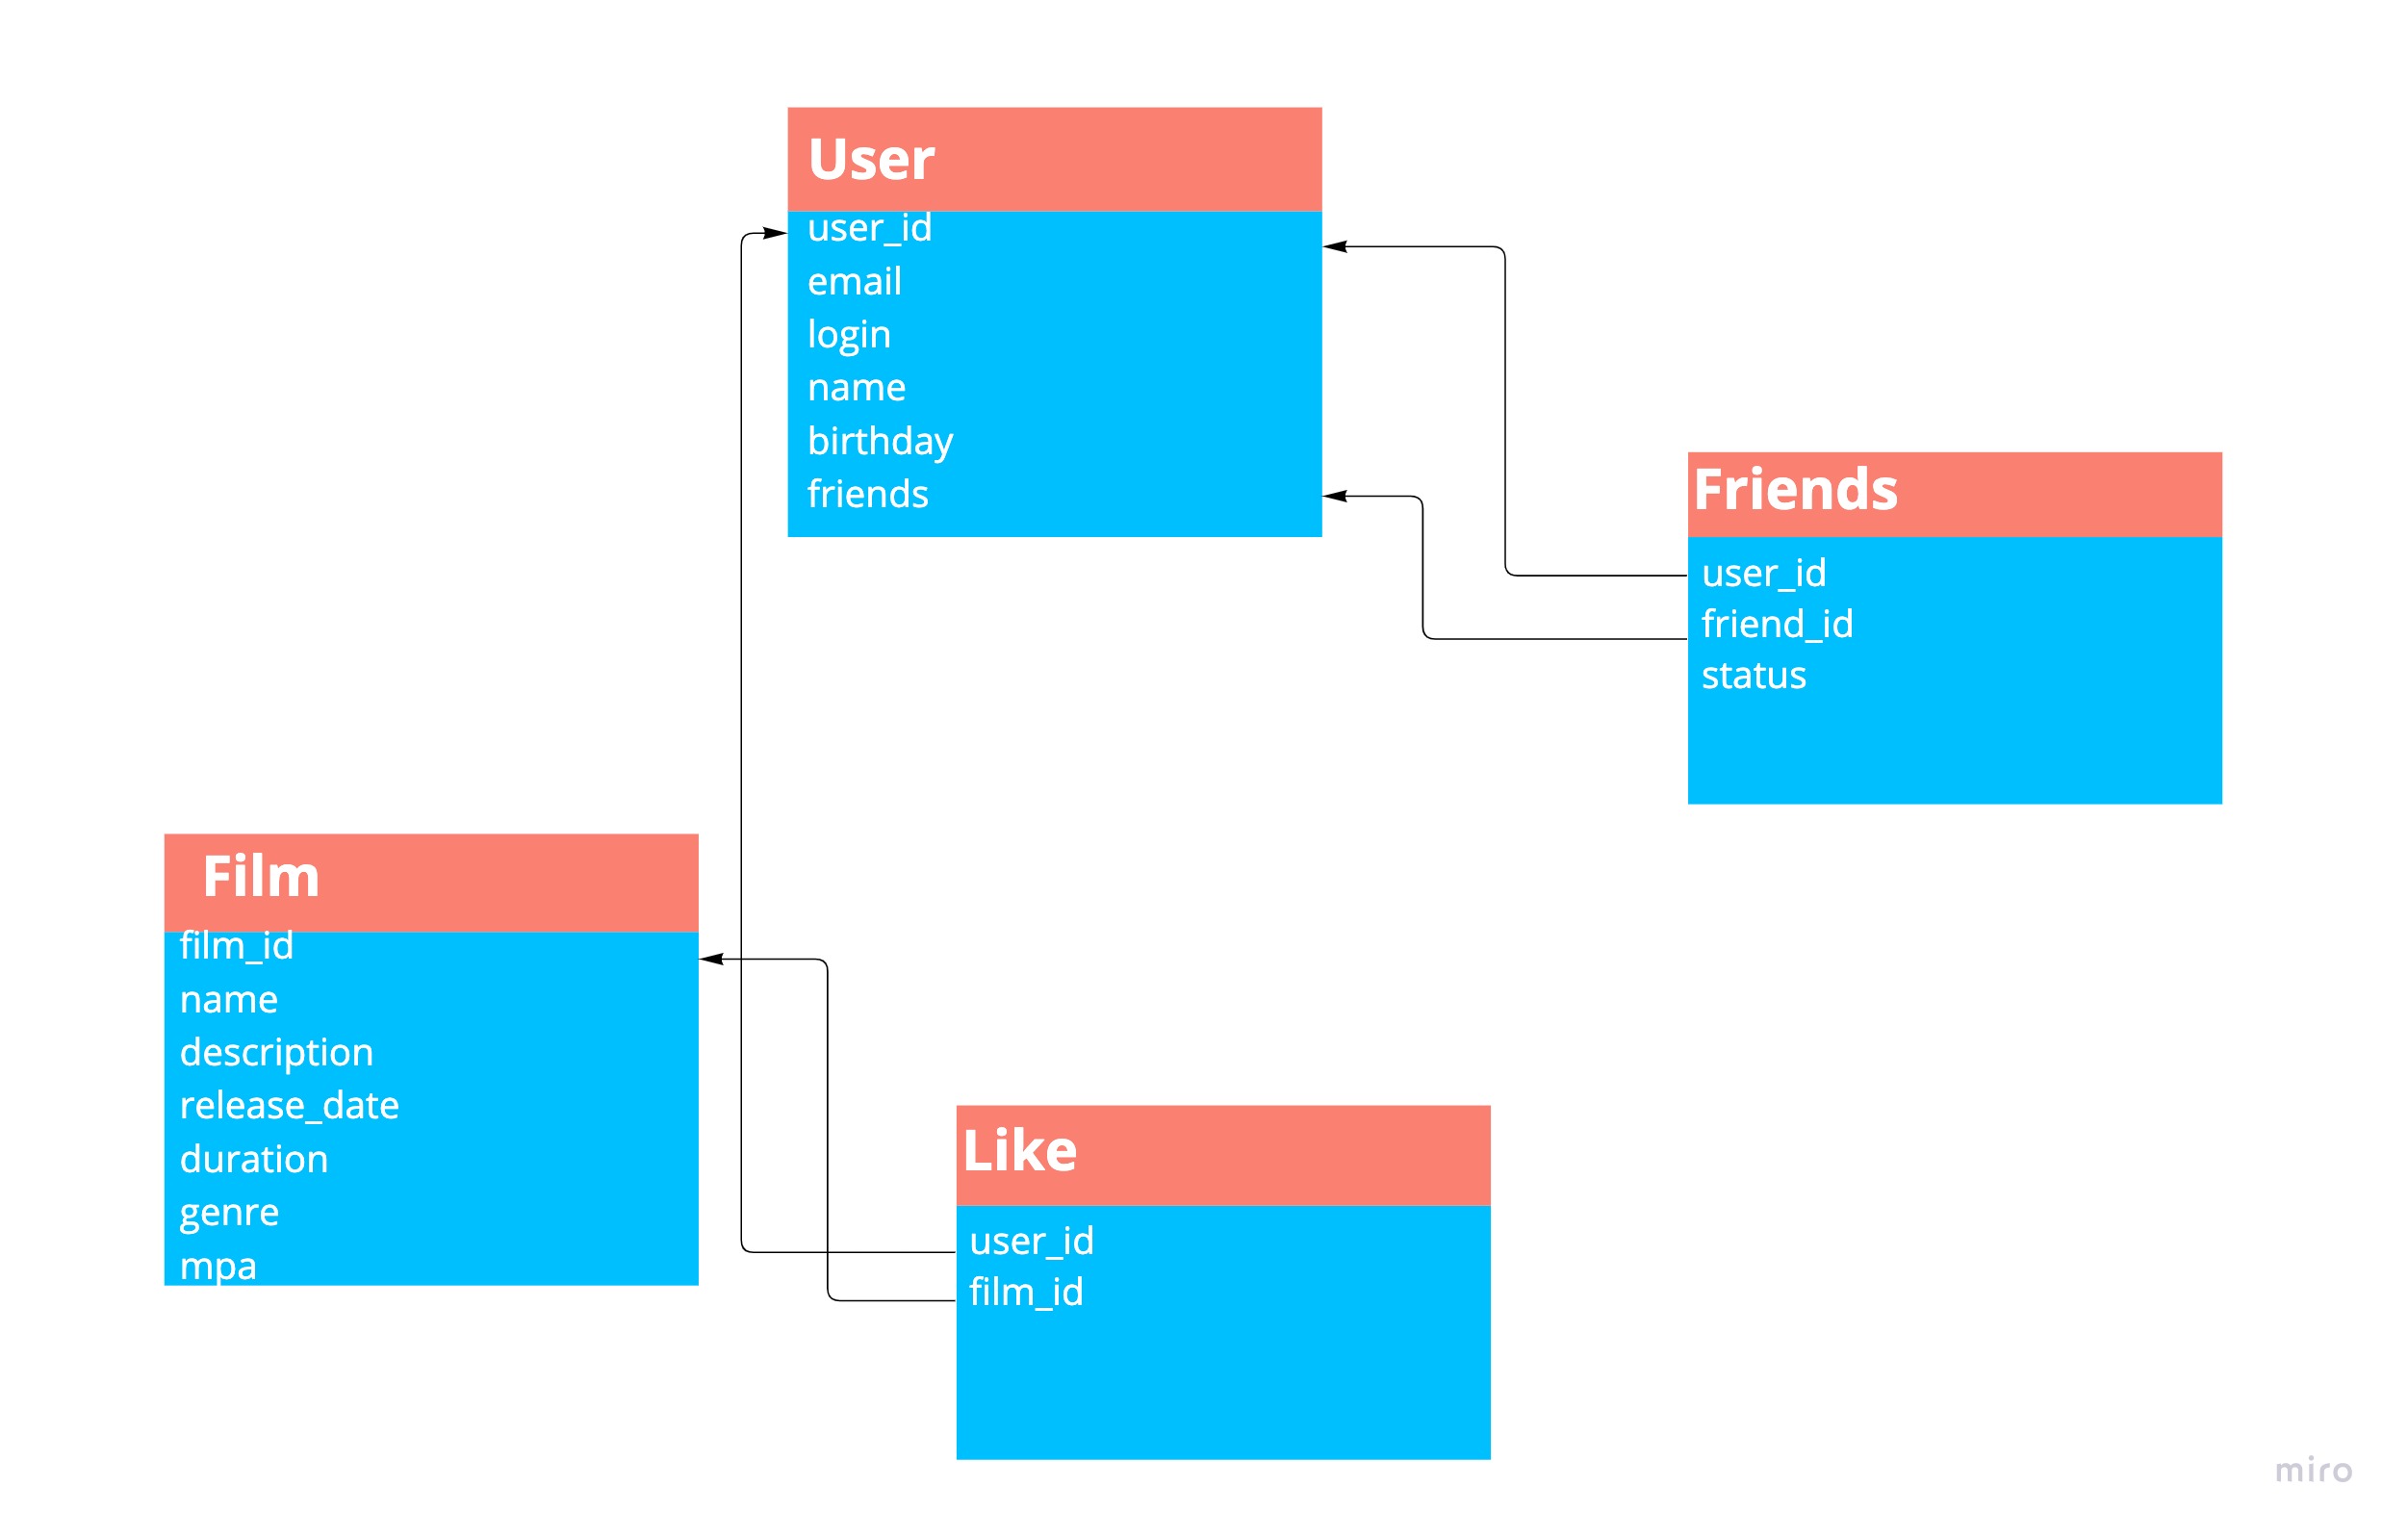 User
user_id
email
login
name
birthday
friends
Friends
user_id
friend_id
status
Film
film_id
name
description
release_date
duration
genre
mpa
Like
user_id
film_id
miro